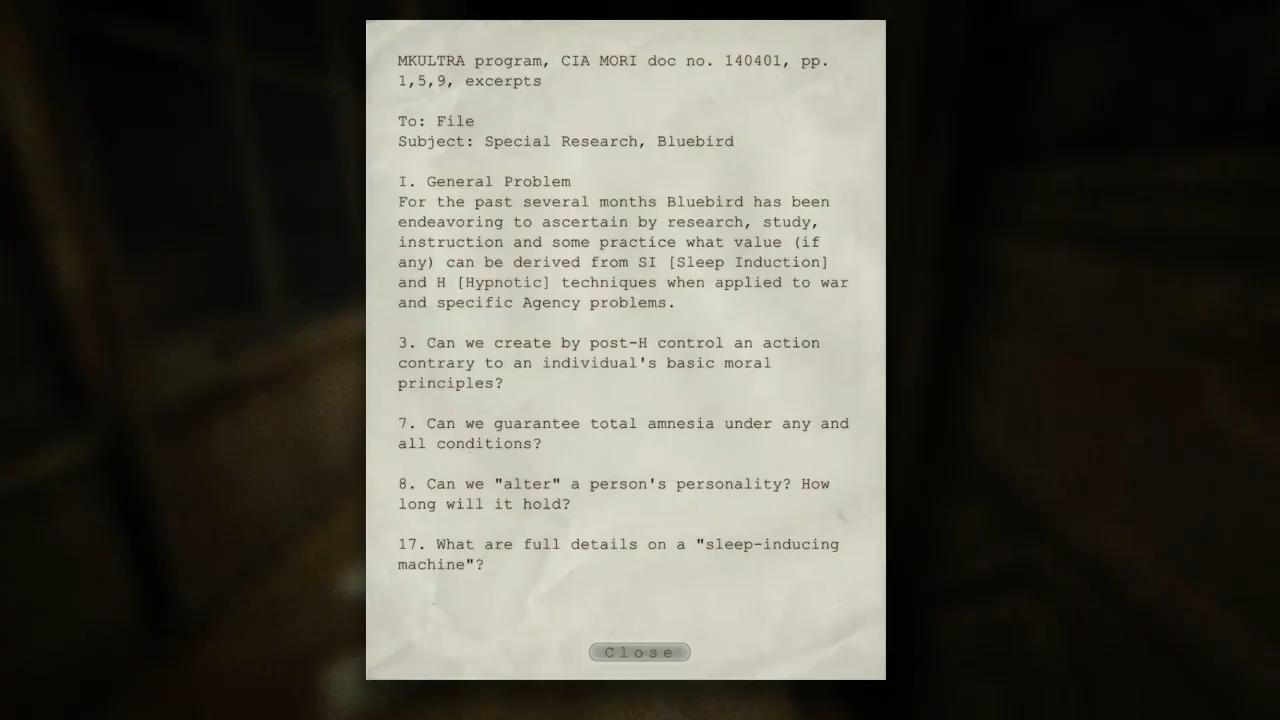 MKULTRA program, CIA MORI doc no. 140401, pp.
1,5,9, excerpts
To: File
Subject: Special Research, Bluebird
I. General Problem
For the past several months Bluebird has been
endeavoring to ascertain by research, study,
instruction and some practice what value (if
any) can be derived from SI [Sleep Induction]
and H [Hypnotic] techniques when applied to war
and specific Agency problems.
3. Can we create by post-H control an action
contrary to an individual's basic moral
principles?
7. Can we guarantee total amnesia under any and
all conditions?
8. Can we "alter" a person's personality? How
long will it hold?
17. What are full details on a "sleep-inducing
machine"?
Close